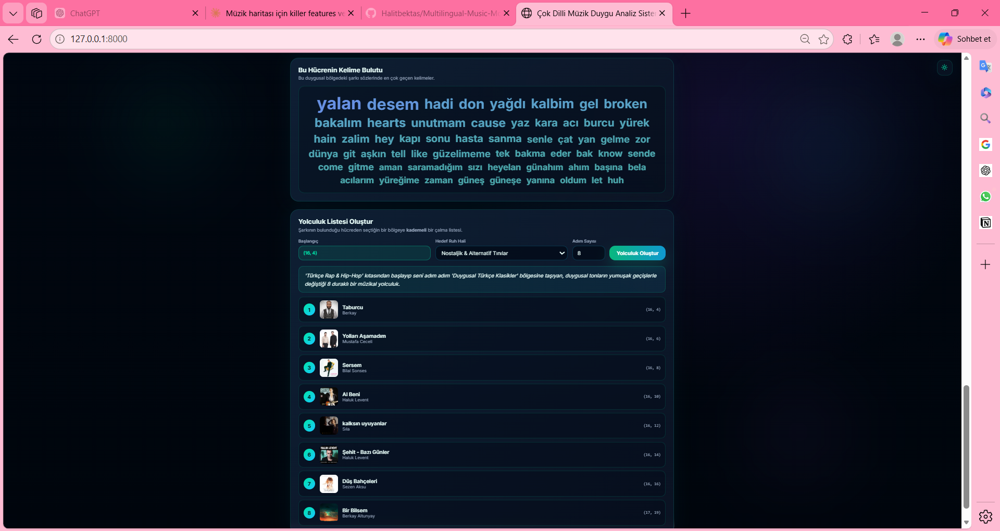 ChatGPT
Müzik haritası için killer features ve
Halitbektas/Multilingual-Music-Mo
Çok Dilli Müzik Duygu Analiz Siste
127.0.0.1:8000
Sohbet et
Bu Hücrenin Kelime Bulutu
Bu duygusal bölgedeki şarkı sözlerinde en çok geçen kelimeler.
yalan desem hadi don yağdı kalbim gel broken
bakalım hearts unutmam cause yaz kara acı burcu yürek
hain zalim hey kapı sonu hasta sanma senle çat yan gelme zor
dünya git aşkın tell like güzelimeme tek bakma eder bak know sende
come gitme aman saramadığım sızı heyelan günahım ahım başına bela
acılarım yüreğime zaman güneş güneşe yanına oldum let huh
Yolculuk Listesi Oluştur
Şarkının bulunduğu hücreden seçtiğin bir bölgeye kademeli bir çalma listesi.
Başlangıç
Hedef Ruh Hali
Adım Sayısı
(16, 4)
Nostaljik & Alternatif Tınılar
8
Yolculuk Oluştur
'Türkçe Rap & Hip-Hop' kıtasından başlayıp seni adım adım 'Duygusal Türkçe Klasikler' bölgesine taşıyan, duygusal tonların yumuşak geçişlerle
değiştiği 8 duraklı bir müzikal yolculuk.
1
Taburcu
Berkay
(16, 4)
2
Yolları Aşamadım
Mustafa Ceceli
(16, 6)
3
Sersem
Bilal Sonses
(16, 8)
4
Al Beni
Haluk Levent
(16, 10)
5
kalksın uyuyanlar
Sıla
(16, 12)
6
HALUK LEVENT
Şehit - Bazı Günler
Haluk Levent
(16, 14)
7
Düş Bahçeleri
Sezen Aksu
(16, 16)
8
Bir Bilsem
Berkay Altunyay
(17, 19)